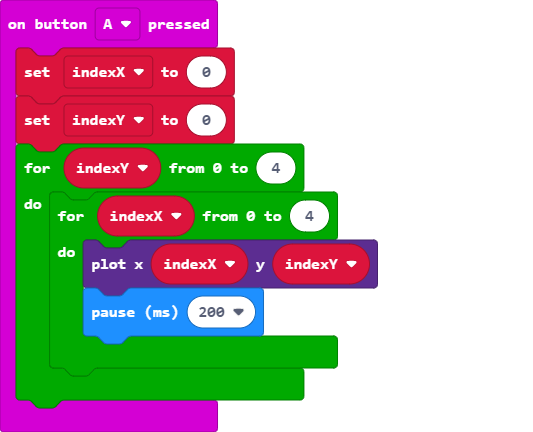 on button A pressed
set indexX to 0
set indexY to 0
for indexY from 0 to 4
do
for indexX from 0 to 4
do
plot x indexX y indexY
pause (ms) 200